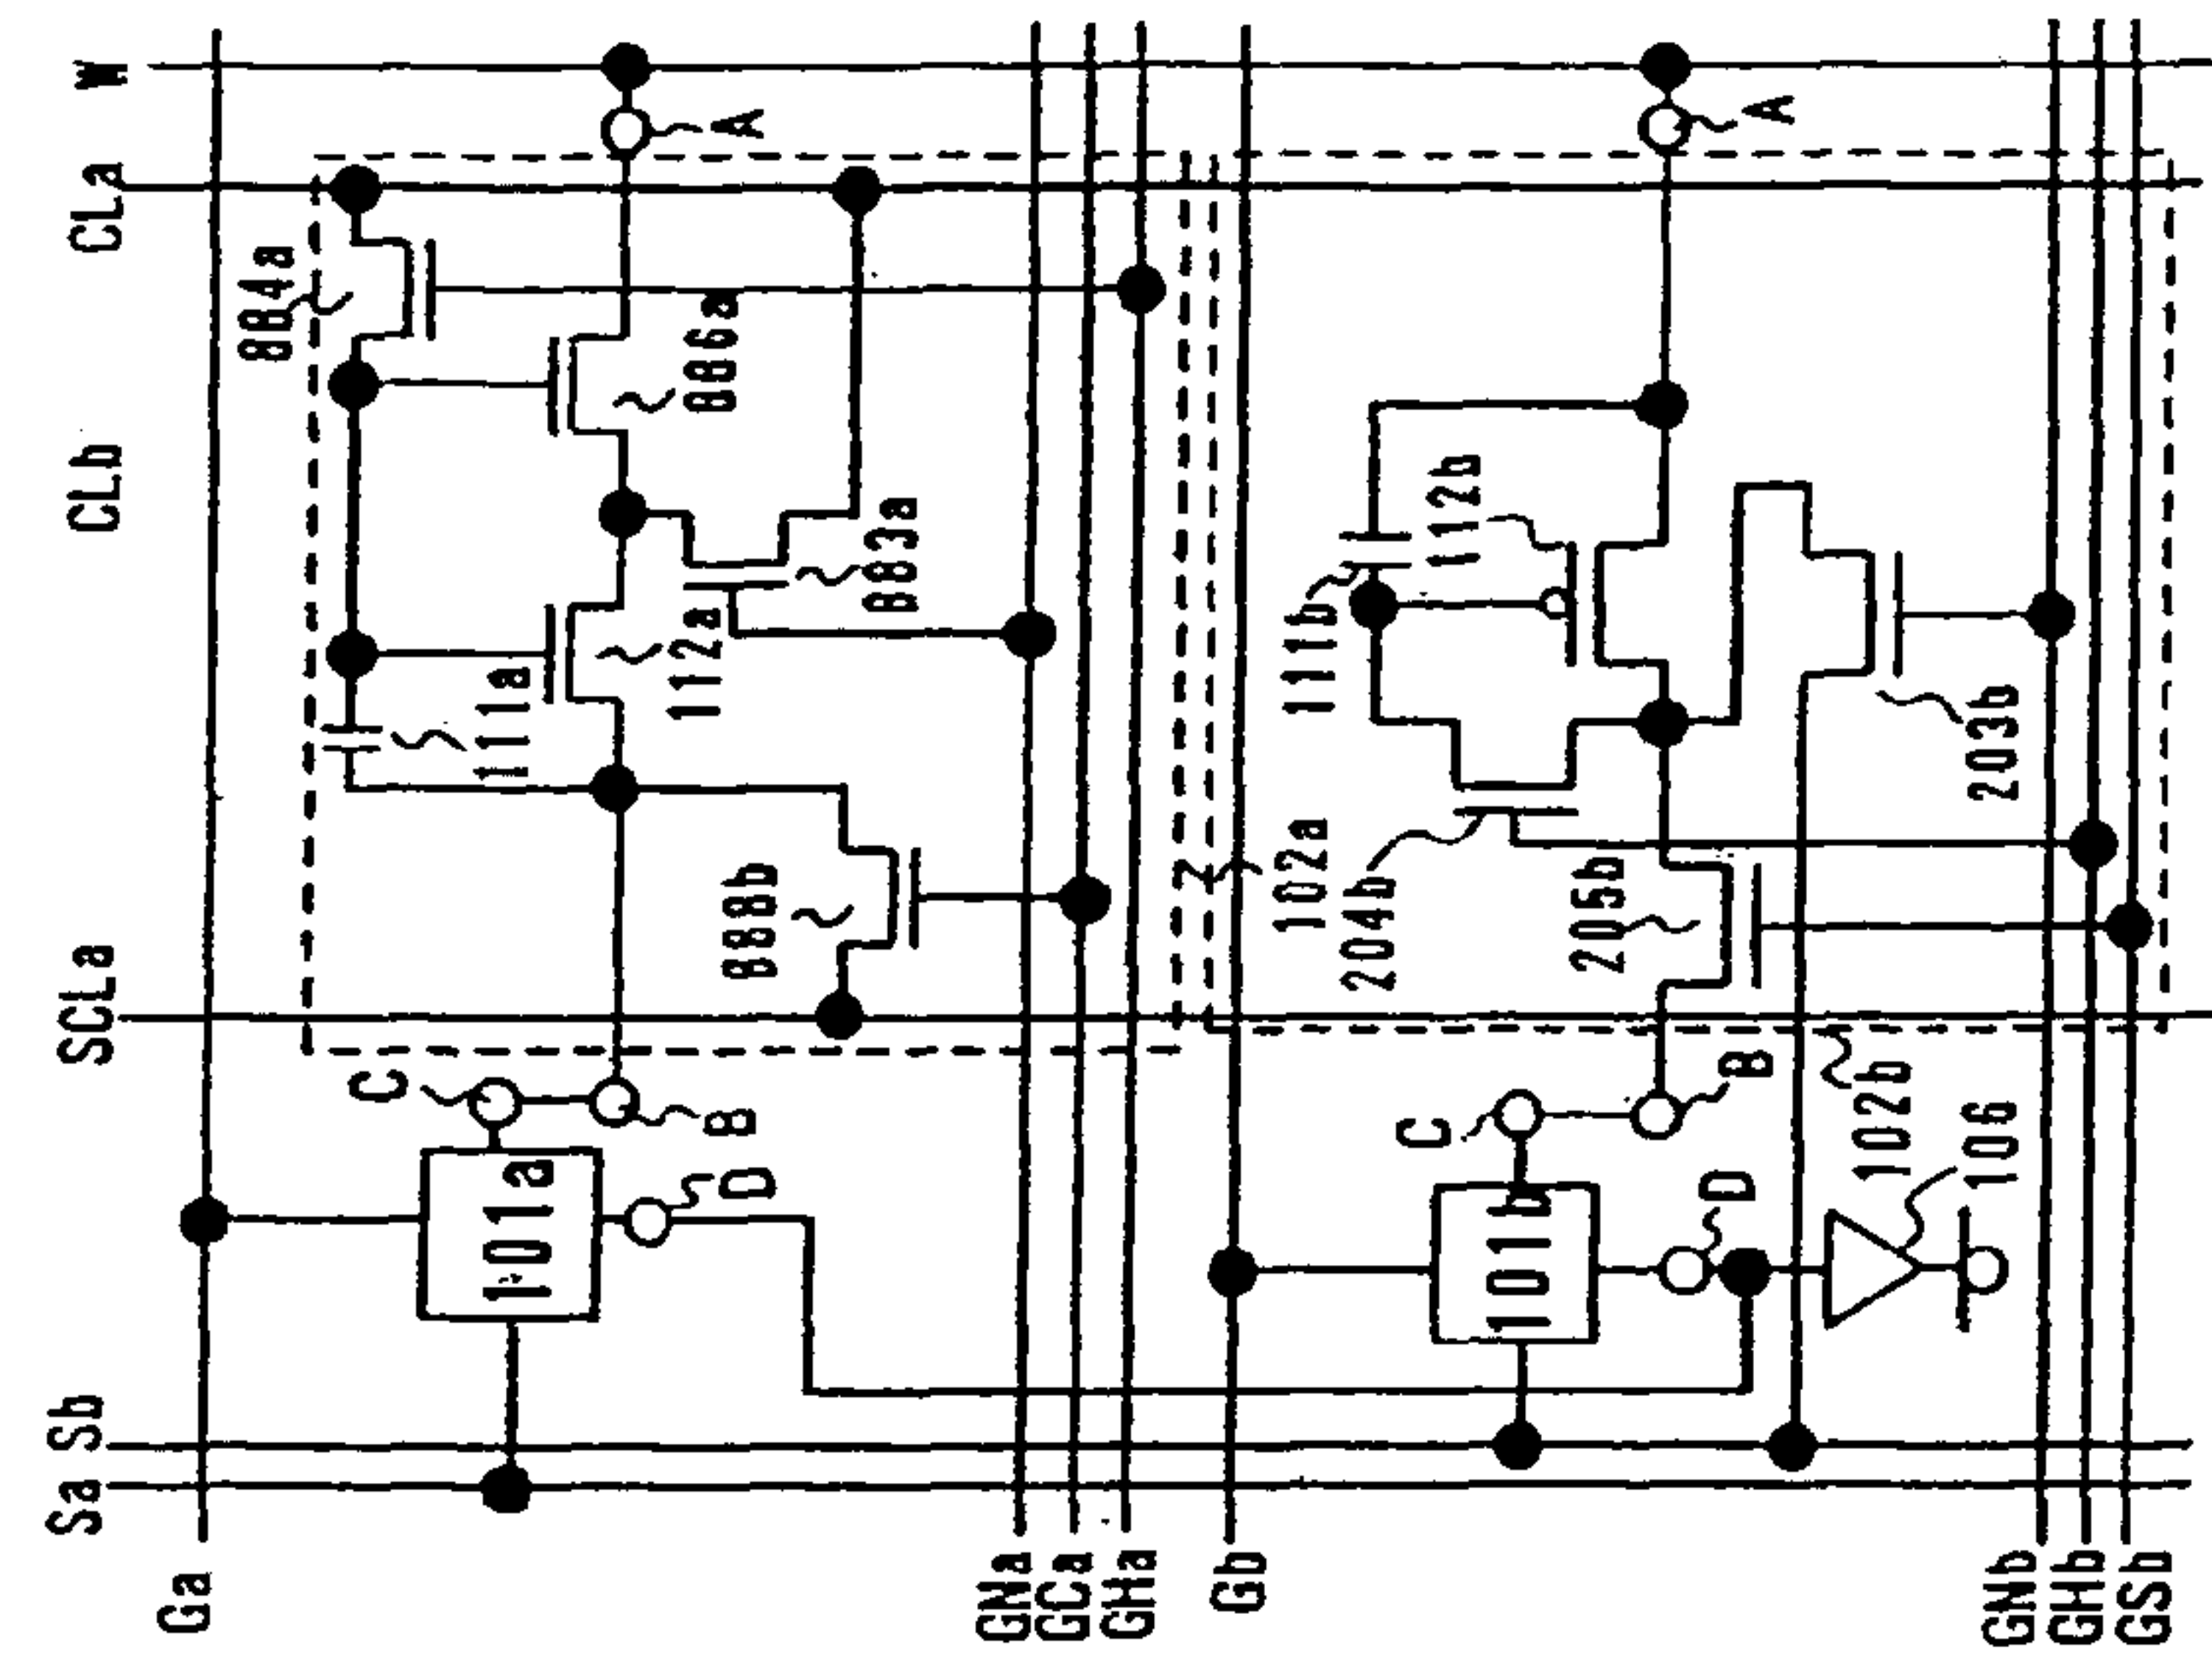 Sa
Sb
SCLa
CLb
CLa
W
Ga
884a
C
101a
111a
112a
886a
A
B
D
888b
883a
GNa
GCa
GHa
Gb
102a
111b
204b
112b
C
101b
205b
A
B
D
102b
203b
106
GNb
GHb
GSb